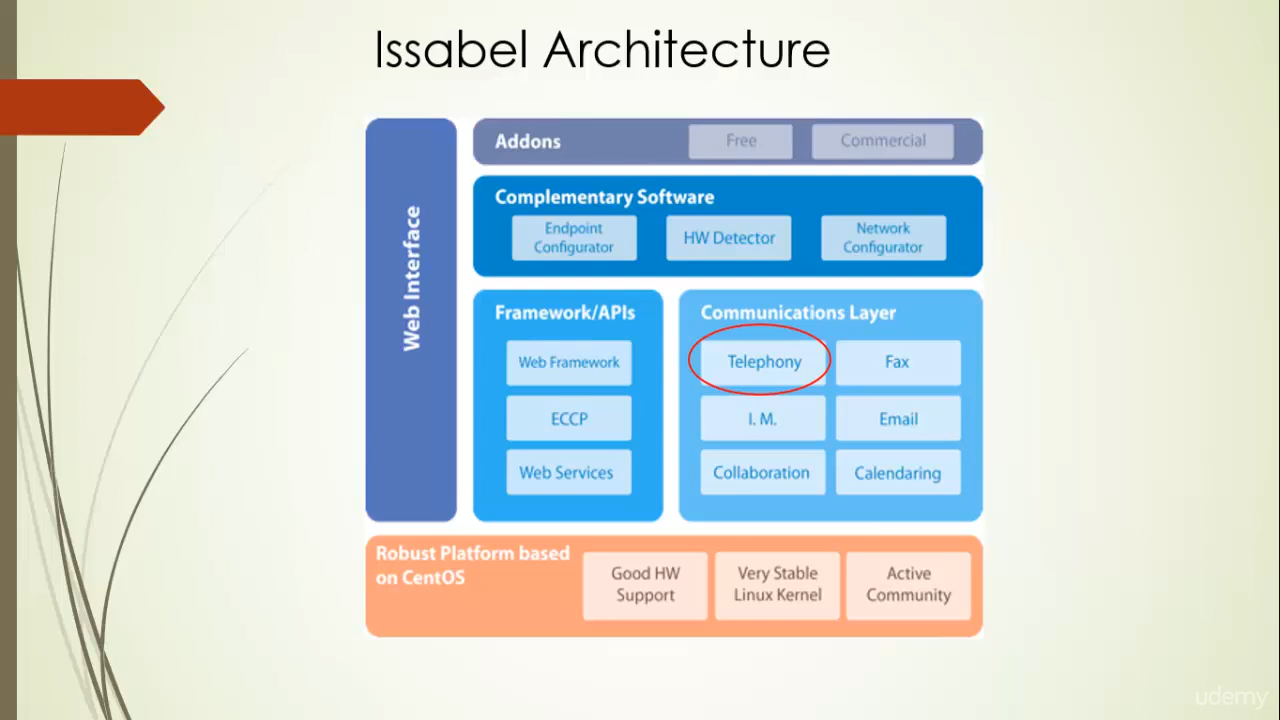 Issabel Architecture
Web Interface
Addons
Free
Commercial
Complementary Software
Endpoint
Configurator
HW Detector
Network
Configurator
Framework/APIs
Web Framework
ECCP
Web Services
Communications Layer
Telephony
Fax
I. M.
Email
Collaboration
Calendaring
Robust Platform based
on CentOS
Good HW
Support
Very Stable
Linux Kernel
Active
Community
udemy